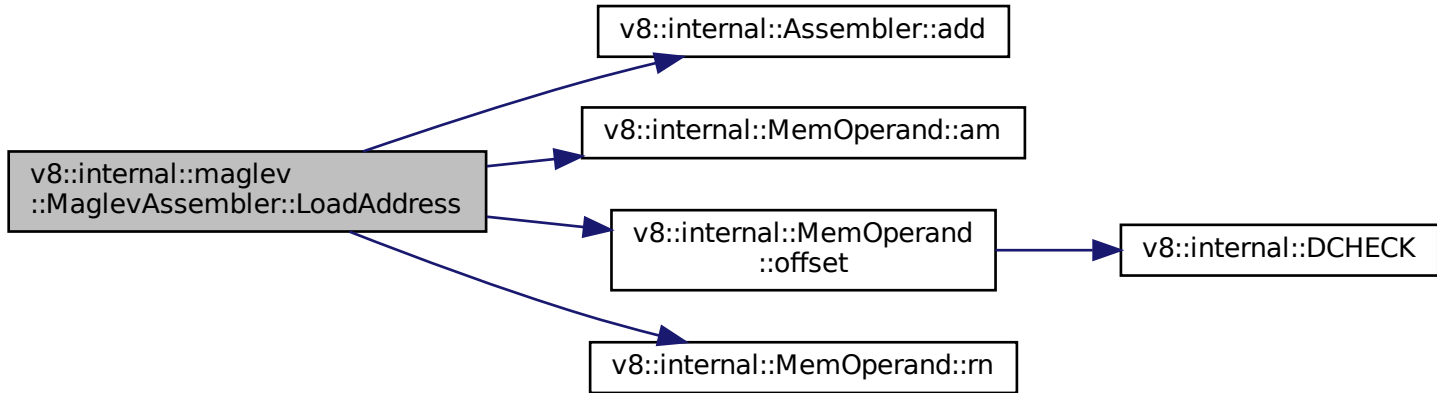 v8::internal::Assembler::add
v8::internal::MemOperand::am
v8::internal::maglev
::MaglevAssembler::LoadAddress
v8::internal::MemOperand
::offset
v8::internal::DCHECK
v8::internal::MemOperand::rn